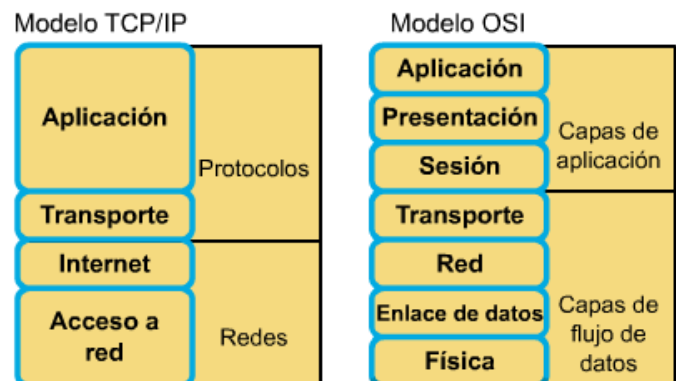 Modelo TCP/IP
Aplicación
Transporte
Internet
Acceso a
red
Protocolos
Redes
Modelo OSI
Aplicación
Presentación
Sesión
Transporte
Red
Enlace de datos
Física
Capas de
aplicación
Capas de
flujo de
datos